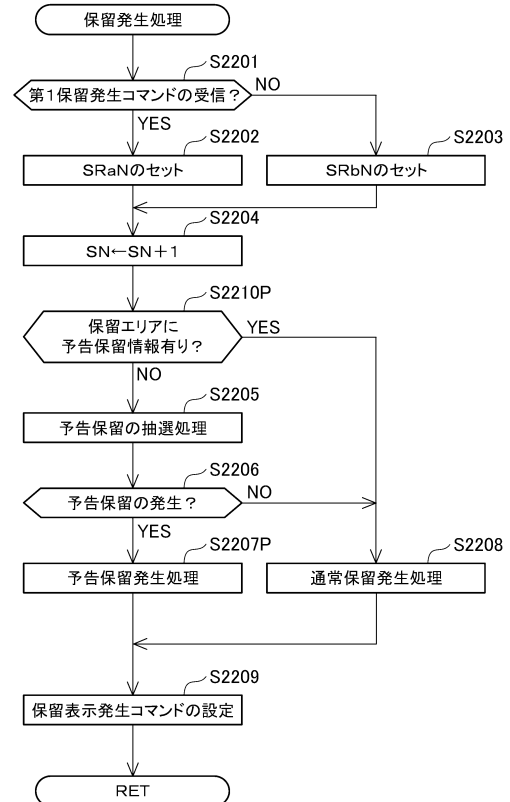 保留発生処理
S2201
第1保留発生コマンドの受信？
NO
YES
S2202
S2203
SRaNのセット
SRbNのセット
S2204
SN←SN＋1
S2210P
保留エリアに
予告保留情報有り？
YES
NO
S2205
予告保留の抽選処理
S2206
予告保留の発生？
NO
YES
S2207P
S2208
予告保留発生処理
通常保留発生処理
S2209
保留表示発生コマンドの設定
RET